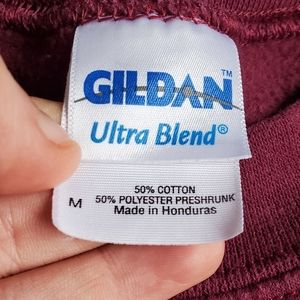 GILDAN™
Ultra Blend®
50% COTTON
M 50% POLYESTER PRESHRUNK
Made in Honduras